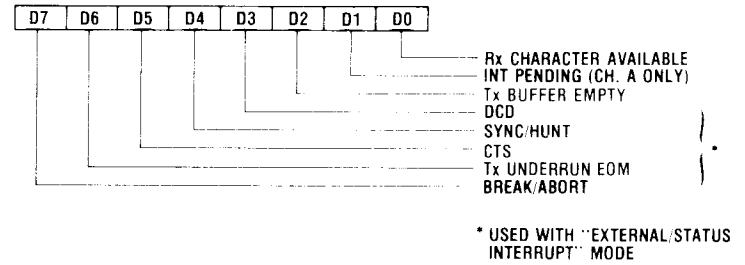 D7 D6 D5 D4 D3 D2 D1 D0
Rx CHARACTER AVAILABLE
INT PENDING (CH. A ONLY)
Tx BUFFER EMPTY
DCD
SYNC/HUNT
CTS
Tx UNDERRUN EOM
BREAK/ABORT
*
* USED WITH "EXTERNAL/STATUS
INTERRUPT" MODE